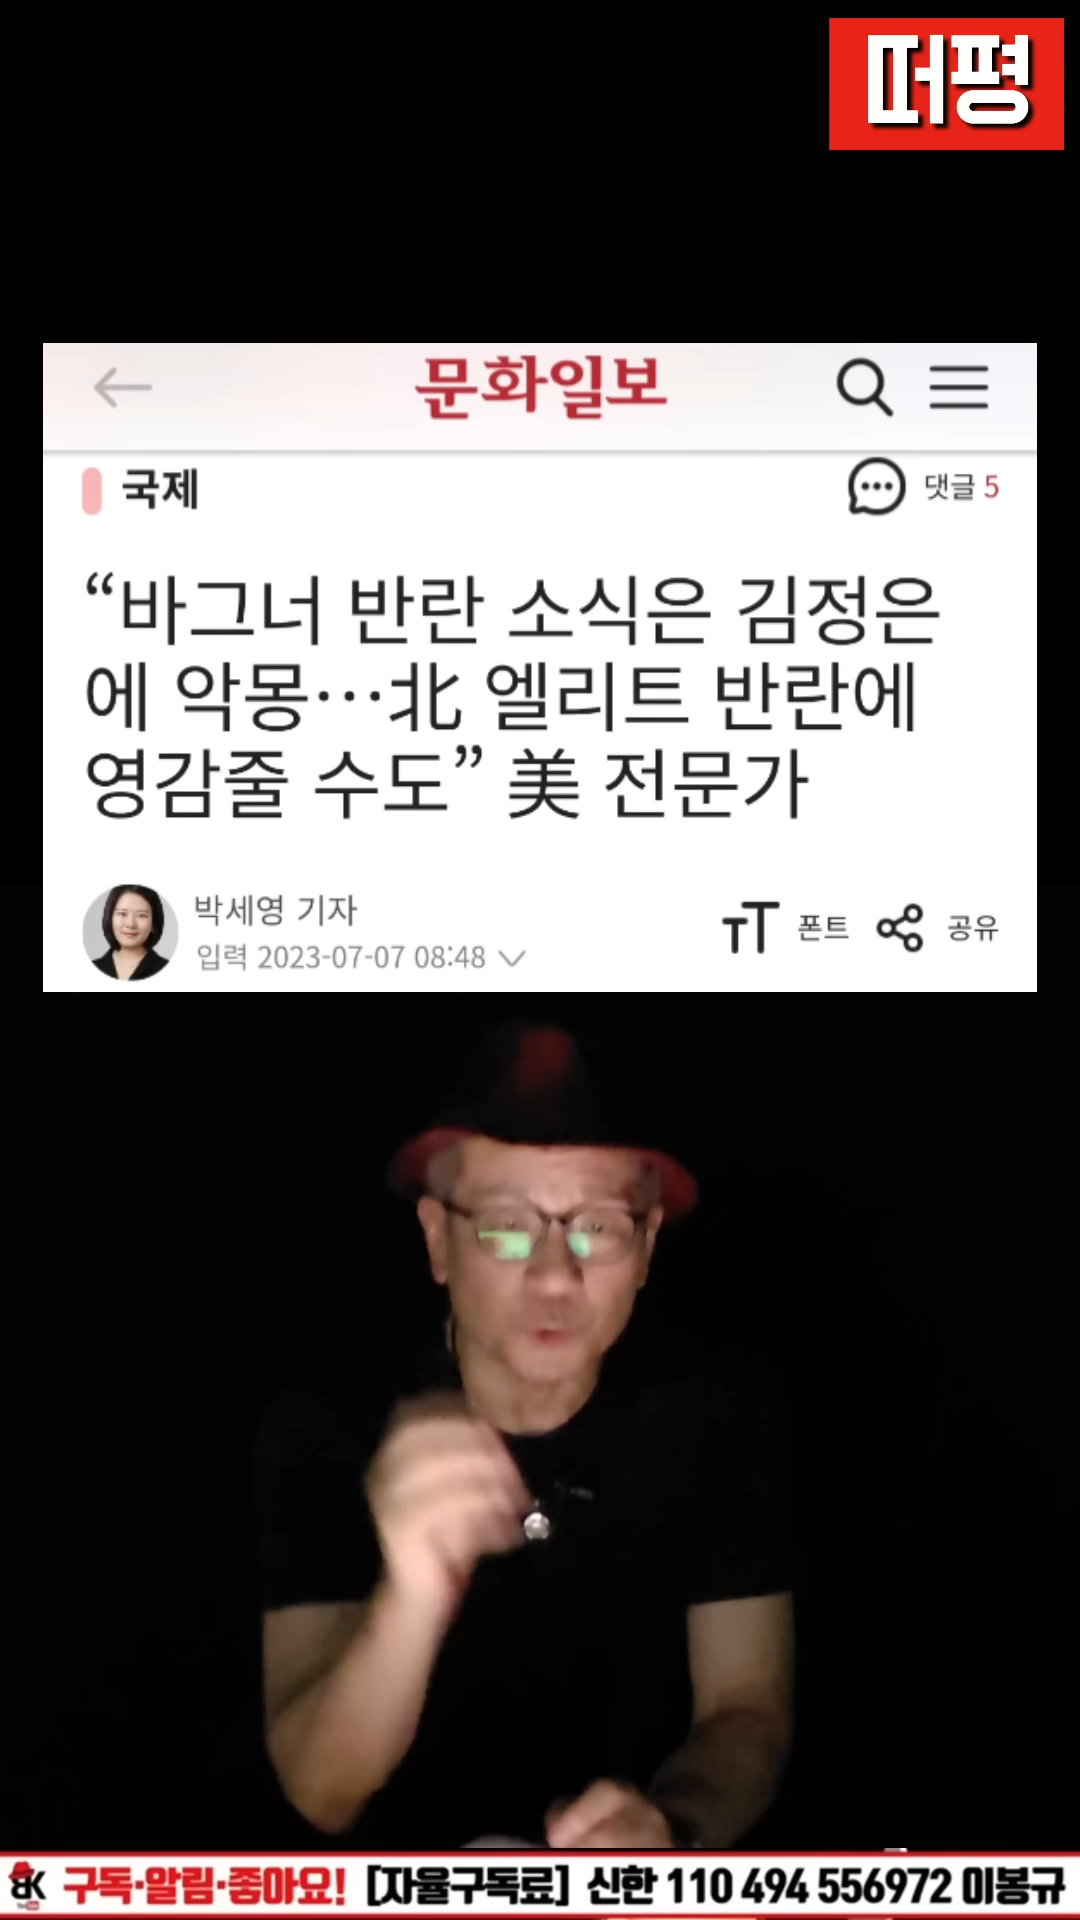 떠평
문화일보
국제
댓글 5
“바그너 반란 소식은 김정은
에 악몽…北 엘리트 반란에
영감줄 수도” 美 전문가
박세영 기자
입력 2023-07-07 08:48
TT 폰트 공유
BK 구독·알림·좋아요! [자율구독료] 신한 110 494 556972 이봉규